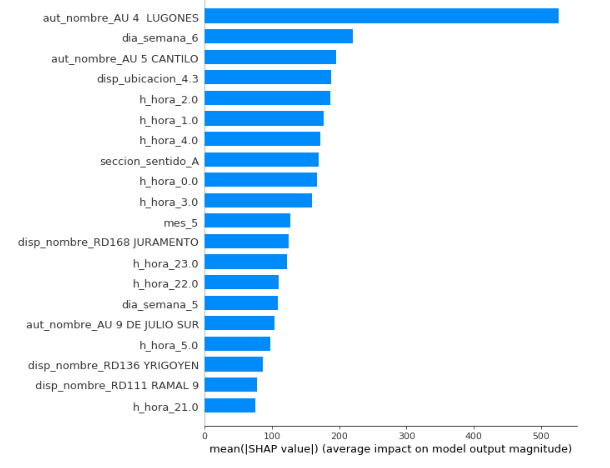 aut_nombre_AU 4  LUGONES
dia_semana_6
aut_nombre_AU 5 CANTILO
disp_ubicacion_4.3
h_hora_2.0
h_hora_1.0
h_hora_4.0
seccion_sentido_A
h_hora_0.0
h_hora_3.0
mes_5
disp_nombre_RD168 JURAMENTO
h_hora_23.0
h_hora_22.0
dia_semana_5
aut_nombre_AU 9 DE JULIO SUR
h_hora_5.0
disp_nombre_RD136 YRIGOYEN
disp_nombre_RD111 RAMAL 9
h_hora_21.0
0 100 200 300 400 500
mean(|SHAP value|) (average impact on model output magnitude)